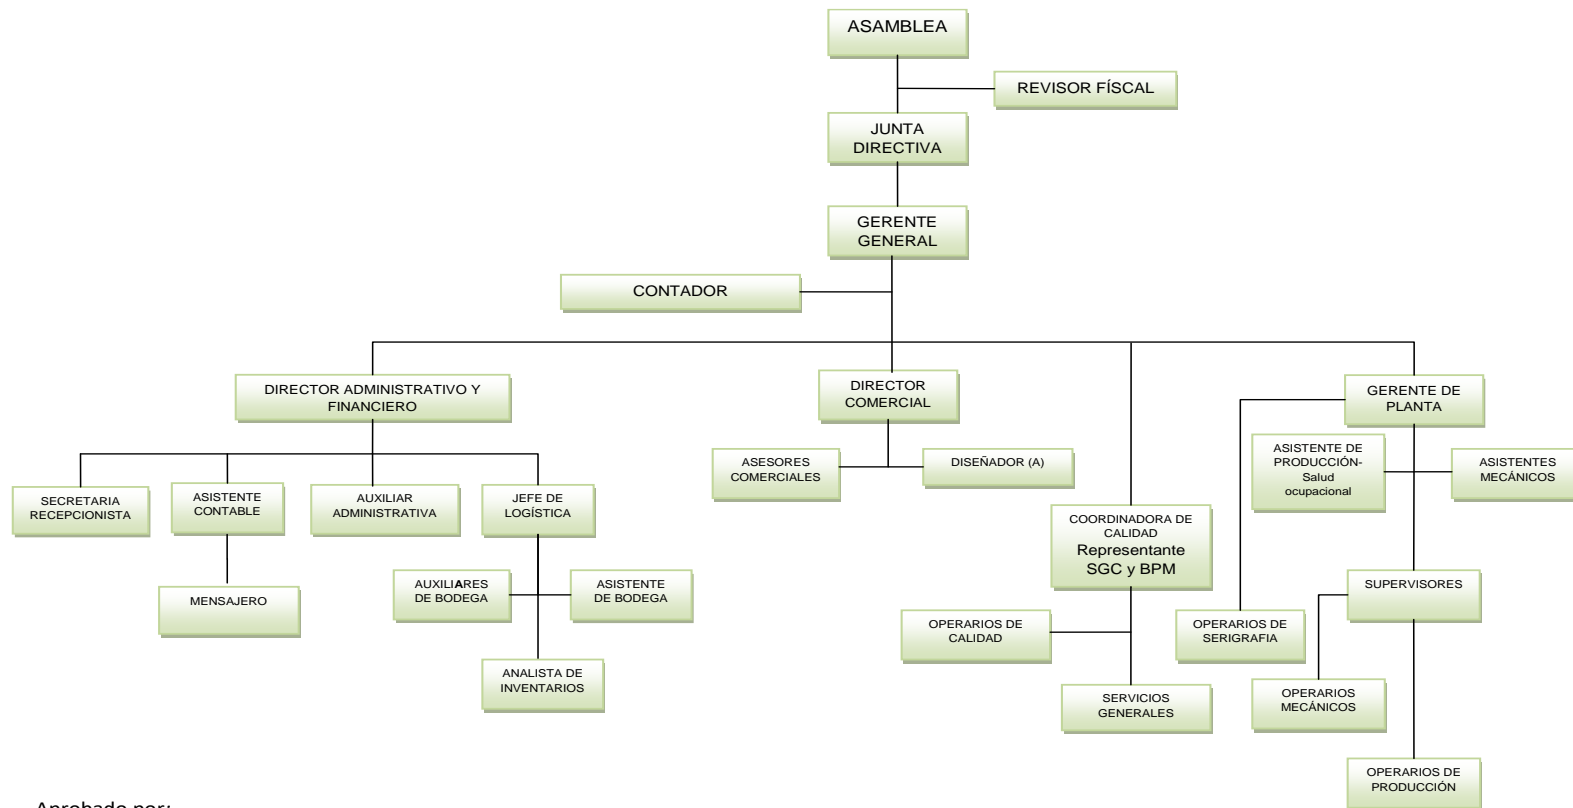 ASAMBLEA
REVISOR FÍSCAL
JUNTA
DIRECTIVA
GERENTE
GENERAL
CONTADOR
DIRECTOR ADMINISTRATIVO Y
FINANCIERO
DIRECTOR
COMERCIAL
GERENTE DE
PLANTA
SECRETARIA
RECEPCIONISTA
ASISTENTE
CONTABLE
AUXILIAR
ADMINISTRATIVA
JEFE DE
LOGÍSTICA
ASESORES
COMERCIALES
DISEÑADOR (A)
ASISTENTE DE
PRODUCCIÓN-
Salud
ocupacional
ASISTENTES
MECÁNICOS
COORDINADORA DE
CALIDAD
Representante
SGC y BPM
MENSAJERO
AUXILIARES
DE BODEGA
ASISTENTE
DE BODEGA
SUPERVISORES
OPERARIOS DE
CALIDAD
OPERARIOS DE
SERIGRAFIA
ANALISTA DE
INVENTARIOS
SERVICIOS
GENERALES
OPERARIOS
MECÁNICOS
OPERARIOS DE
PRODUCCIÓN
Aprobado por: